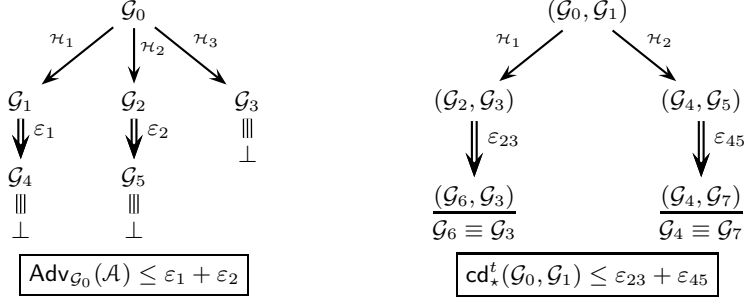 𝒢₀ (𝒢₀, 𝒢₁)
ℋ₁ ℋ₂ ℋ₃ ℋ₁ ℋ₂
𝒢₁ 𝒢₂ 𝒢₃ (𝒢₂, 𝒢₃) (𝒢₄, 𝒢₅)
ε₁ ε₂ ||| ε₂₃ ε₄₅
⊥
𝒢₄ 𝒢₅ (𝒢₆, 𝒢₃) (𝒢₄, 𝒢₇)
||| ||| 𝒢₆ ≡ 𝒢₃ 𝒢₄ ≡ 𝒢₇
⊥ ⊥
Adv_𝒢₀(𝒜) ≤ ε₁ + ε₂ cd⋆ᵗ(𝒢₀, 𝒢₁) ≤ ε₂₃ + ε₄₅